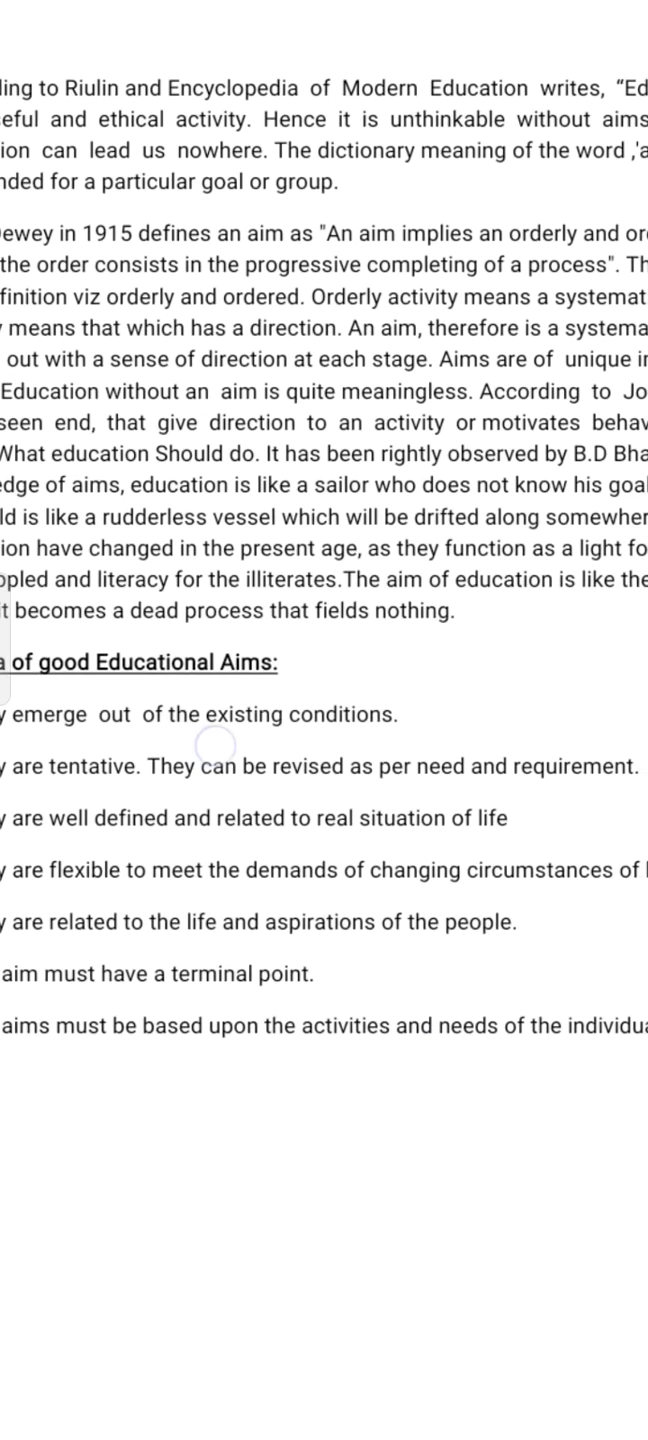 ling to Riulin and Encyclopedia of Modern Education writes, “Ed
eful and ethical activity. Hence it is unthinkable without aims
ion can lead us nowhere. The dictionary meaning of the word ,'a
nded for a particular goal or group.
ewey in 1915 defines an aim as "An aim implies an orderly and or
the order consists in the progressive completing of a process". Th
finition viz orderly and ordered. Orderly activity means a systemat
y means that which has a direction. An aim, therefore is a systema
out with a sense of direction at each stage. Aims are of unique i
Education without an aim is quite meaningless. According to Jo
seen end, that give direction to an activity or motivates behav
What education Should do. It has been rightly observed by B.D Bha
edge of aims, education is like a sailor who does not know his goal
ld is like a rudderless vessel which will be drifted along somewher
ion have changed in the present age, as they function as a light fo
ppled and literacy for the illiterates.The aim of education is like the
it becomes a dead process that fields nothing.
a of good Educational Aims:
y emerge out of the existing conditions.
y are tentative. They can be revised as per need and requirement.
y are well defined and related to real situation of life
y are flexible to meet the demands of changing circumstances of
y are related to the life and aspirations of the people.
aim must have a terminal point.
aims must be based upon the activities and needs of the individua